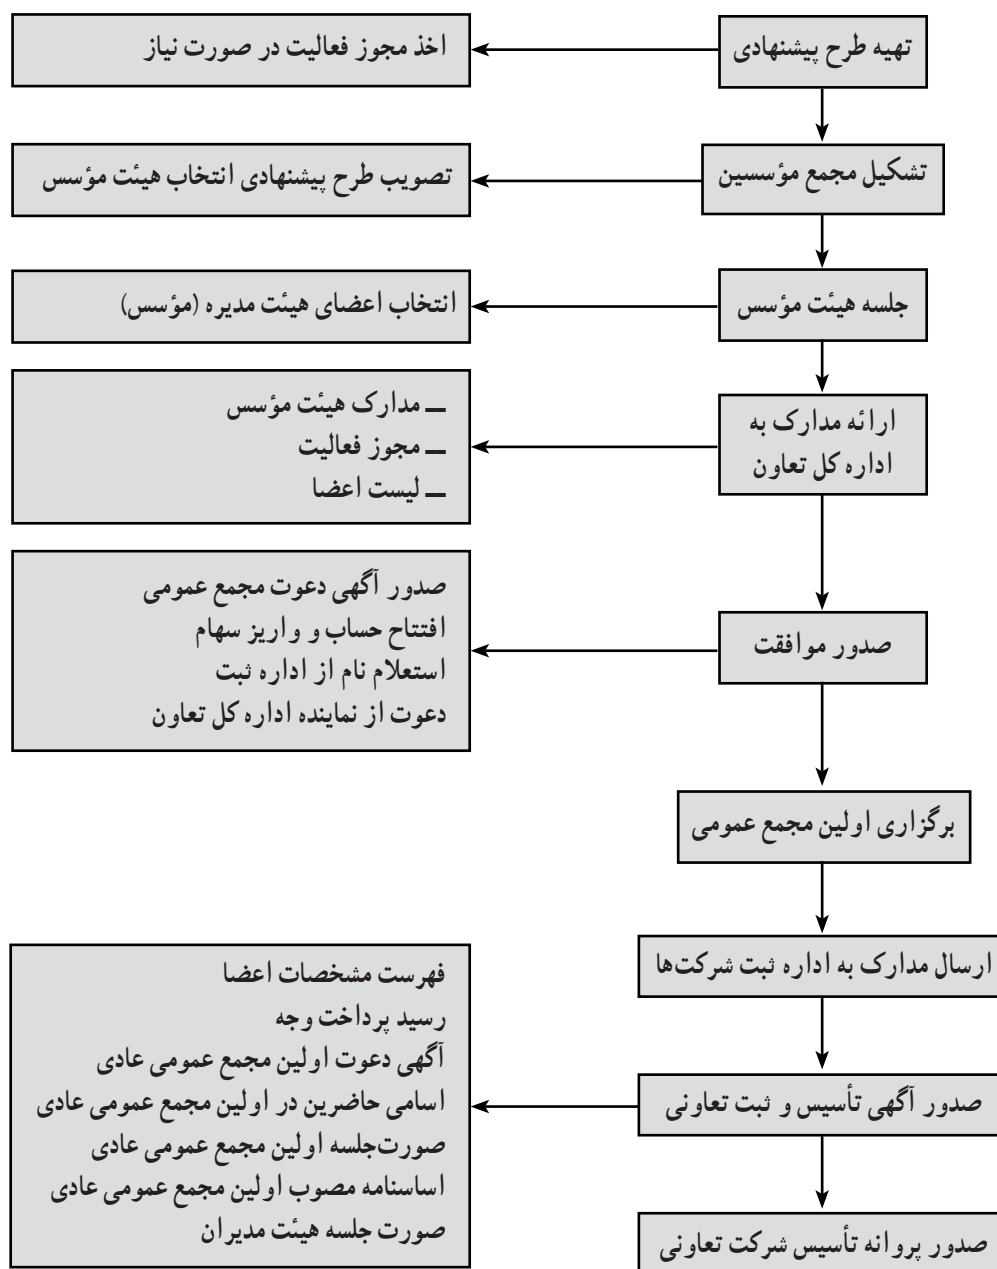 تهیه طرح پیشنهادی
اخذ مجوز فعالیت در صورت نیاز
تشکیل مجمع مؤسسین
تصویب طرح پیشنهادی انتخاب هیئت مؤسس
جلسه هیئت مؤسس
انتخاب اعضای هیئت مدیره (مؤسس)
ارائه مدارک به
اداره کل تعاون
ــ مدارک هیئت مؤسس
ــ مجوز فعالیت
ــ لیست اعضا
صدور موافقت
صدور آگهی دعوت مجمع عمومی
افتتاح حساب و واریز سهام
استعلام نام از اداره ثبت
دعوت از نماینده اداره کل تعاون
برگزاری اولین مجمع عمومی
ارسال مدارک به اداره ثبت شرکت‌ها
صدور آگهی تأسیس و ثبت تعاونی
فهرست مشخصات اعضا
رسید پرداخت وجه
آگهی دعوت اولین مجمع عمومی عادی
اسامی حاضرین در اولین مجمع عمومی عادی
صورت‌جلسه اولین مجمع عمومی عادی
اساسنامه مصوب اولین مجمع عمومی عادی
صورت جلسه هیئت مدیران
صدور پروانه تأسیس شرکت تعاونی